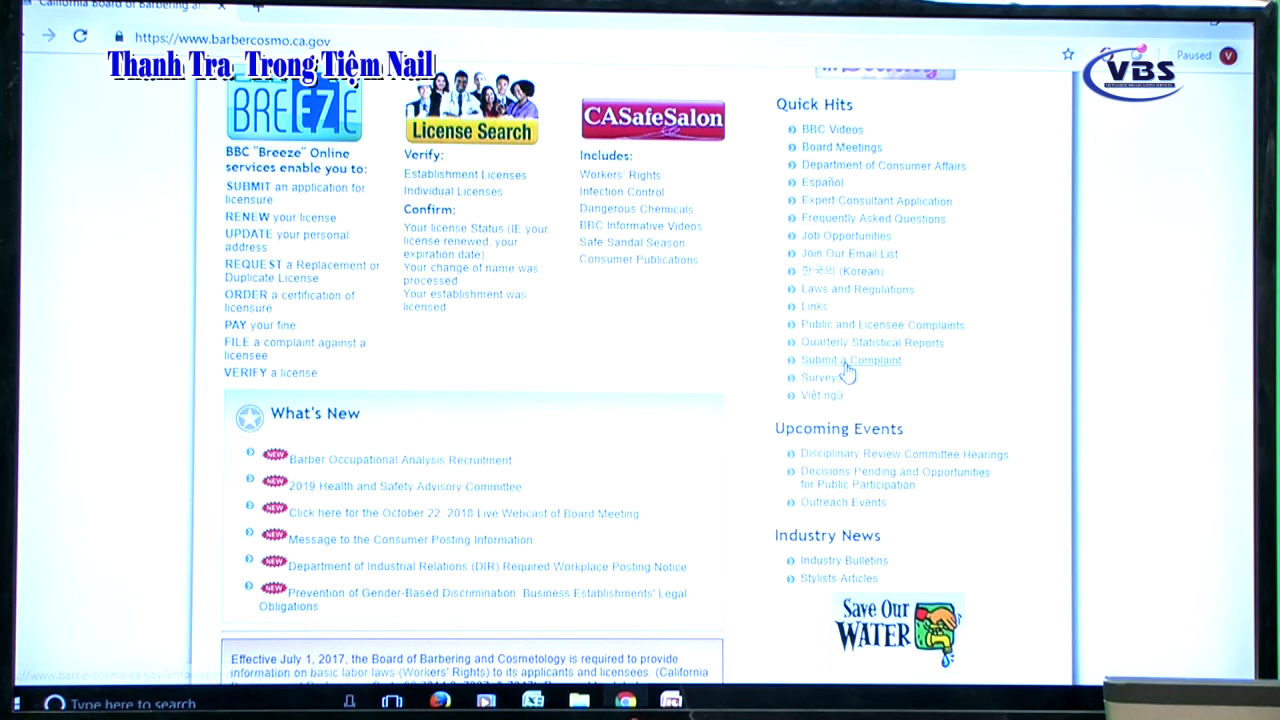 California Board of Barbering an
https://www.barbercosmo.ca.gov
Thanh Tra Trong Tiệm Nail
Paused
V
VBS
BREEZE
BBC "Breeze" Online
services enable you to:
SUBMIT an application for
licensure
RENEW your license
UPDATE your personal
address
REQUEST a Replacement or
Duplicate License
ORDER a certification of
licensure
PAY your fine
FILE a complaint against a
licensee
VERIFY a license
License Search
Verify:
Establishment Licenses
Individual Licenses
Confirm:
Your license Status (IE your
license renewed, your
expiration date)
Your change of name was
processed
Your establishment was
licensed
CASafeSalon
Includes:
Workers' Rights
Infection Control
Dangerous Chemicals
BBC Informative Videos
Safe Sandal Season
Consumer Publications
Quick Hits
BBC Videos
Board Meetings
Department of Consumer Affairs
Español
Expert Consultant Application
Frequently Asked Questions
Job Opportunities
Join Our Email List
(Korean)
Laws and Regulations
Links
Public and Licensee Complaints
Quarterly Statistical Reports
Submit a Complaint
Surveys
Việt ngữ
Upcoming Events
Disciplinary Review Committee Hearings
Decisions Pending and Opportunities
for Public Participation
Outreach Events
Industry News
Industry Bulletins
Stylists Articles
Save Our
WATER
What's New
NEW Barber Occupational Analysis Recruitment
NEW 2019 Health and Safety Advisory Committee
NEW Click here for the October 22, 2018 Live Webcast of Board Meeting
NEW Message to the Consumer Posting Information
NEW Department of Industrial Relations (DIR) Required Workplace Posting Notice
NEW Prevention of Gender-Based Discrimination: Business Establishments' Legal
Obligations
Effective July 1, 2017, the Board of Barbering and Cosmetology is required to provide
information on basic labor laws (Workers' Rights) to its applicants and licensees. (California
Type here to search